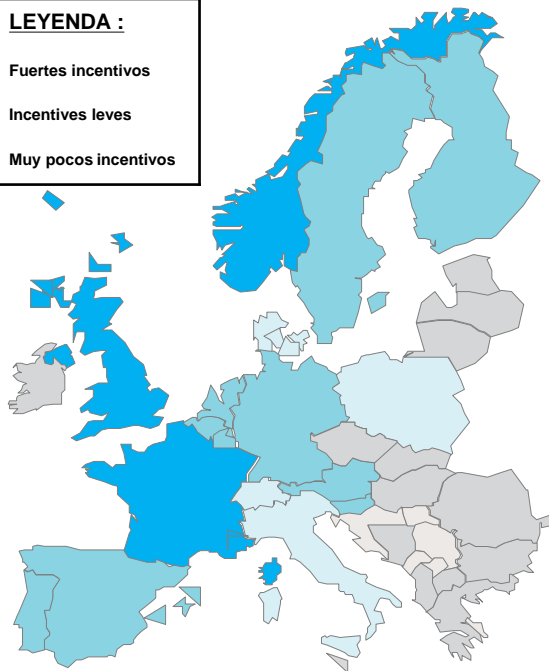 LEYENDA :
Fuertes incentivos
Incentives leves
Muy pocos incentivos